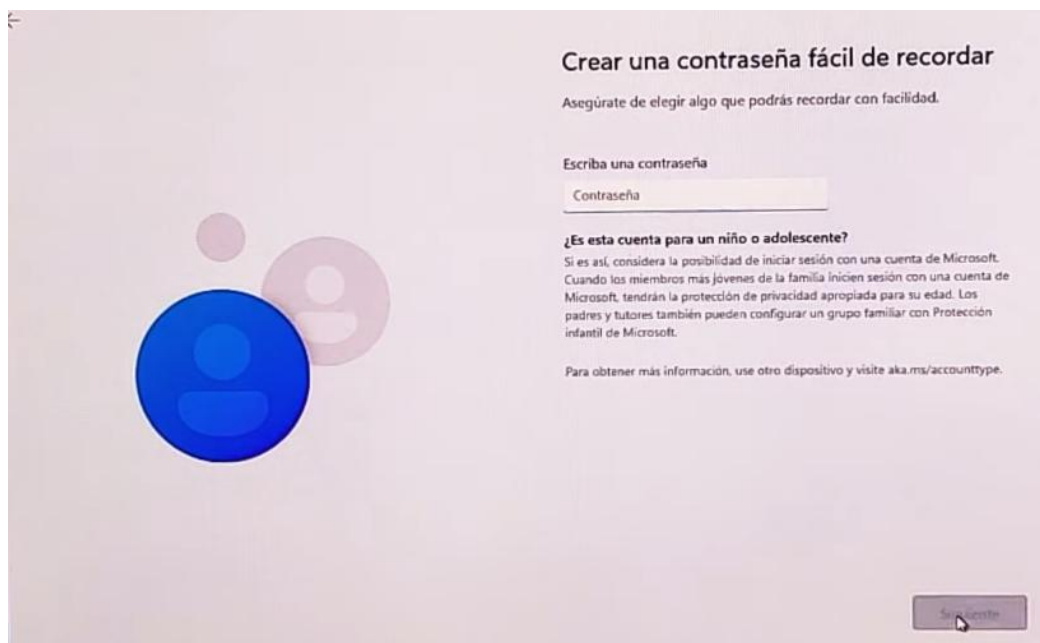 Crear una contraseña fácil de recordar
Asegúrate de elegir algo que podrás recordar con facilidad.
Escriba una contraseña
Contraseña
¿Es esta cuenta para un niño o adolescente?
Si es así, considera la posibilidad de iniciar sesión con una cuenta de Microsoft.
Cuando los miembros más jóvenes de la familia inicien sesión con una cuenta de
Microsoft, tendrán la protección de privacidad apropiada para su edad. Los
padres y tutores también pueden configurar un grupo familiar con Protección
infantil de Microsoft.
Para obtener más información, use otro dispositivo y visite aka.ms/accounttype.
Siguiente